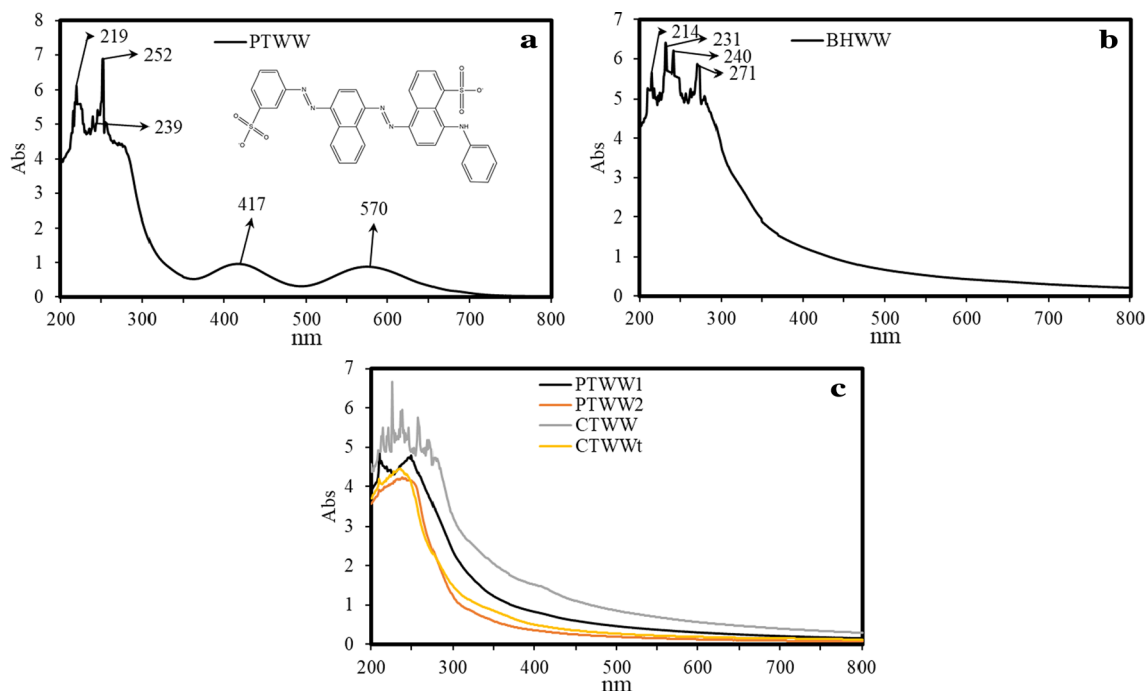 PTWW
a
219
252
239
417
570
N
N
N
N
NH
S
O
O
O⁻
S
O
O
⁻O
8
7
6
5
4
3
2
1
0
Abs
200 300 400 500 600 700 800
nm
BHWW
b
214
231
240
271
7
6
5
4
3
2
1
0
Abs
200 300 400 500 600 700 800
nm
PTWW1
PTWW2
CTWW
CTWWt
c
7
6
5
4
3
2
1
0
Abs
200 300 400 500 600 700 800
nm